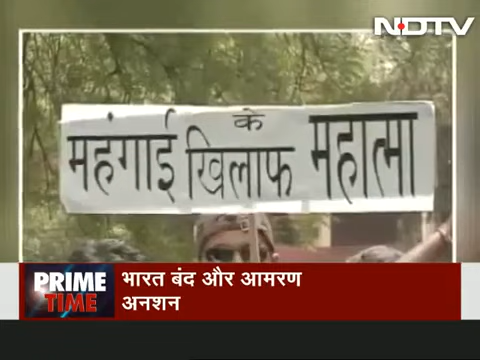 NDTV
महंगाई के खिलाफ महात्मा
PRIME
TIME
भारत बंद और आमरण
अनशन